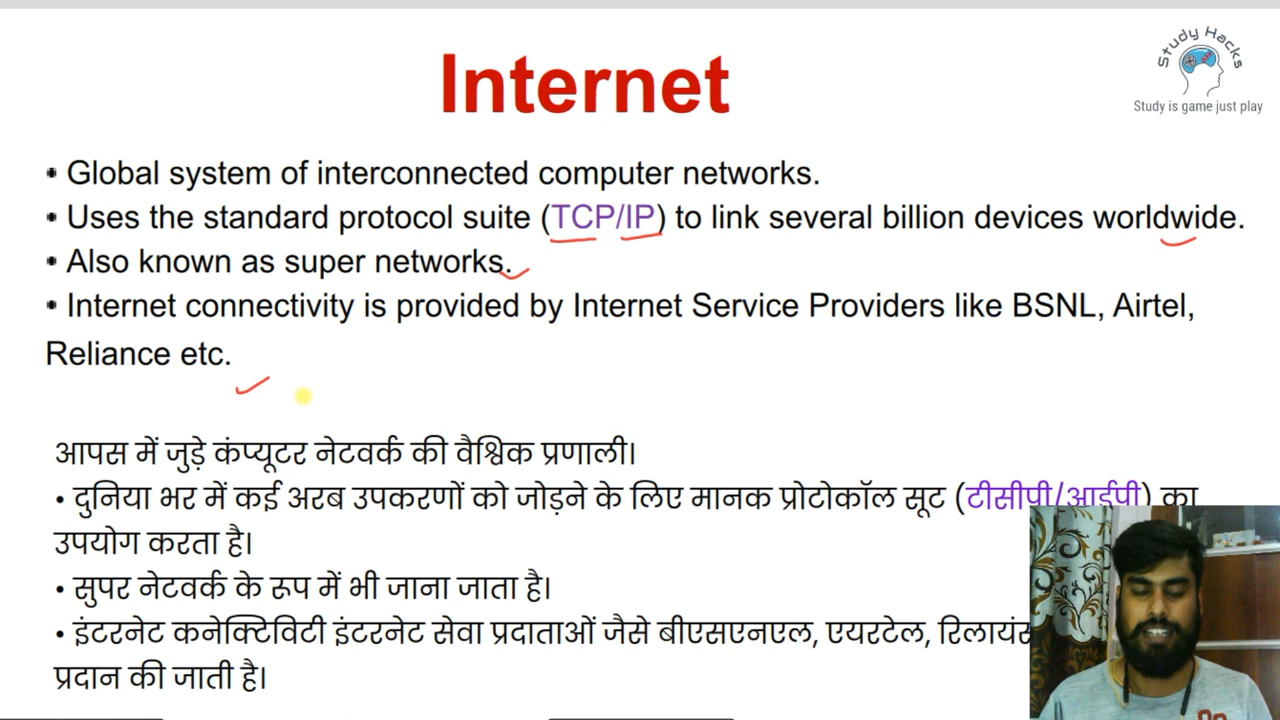 Study Hacks
Study is game just play
Internet
• Global system of interconnected computer networks.
• Uses the standard protocol suite (TCP/IP) to link several billion devices worldwide.
• Also known as super networks.
• Internet connectivity is provided by Internet Service Providers like BSNL, Airtel,
Reliance etc.
आपस में जुड़े कंप्यूटर नेटवर्क की वैश्विक प्रणाली।
• दुनिया भर में कई अरब उपकरणों को जोड़ने के लिए मानक प्रोटोकॉल सूट (टीसीपी/आईपी) का
उपयोग करता है।
• सुपर नेटवर्क के रूप में भी जाना जाता है।
• इंटरनेट कनेक्टिविटी इंटरनेट सेवा प्रदाताओं जैसे बीएसएनएल, एयरटेल,
प्रदान की जाती है।